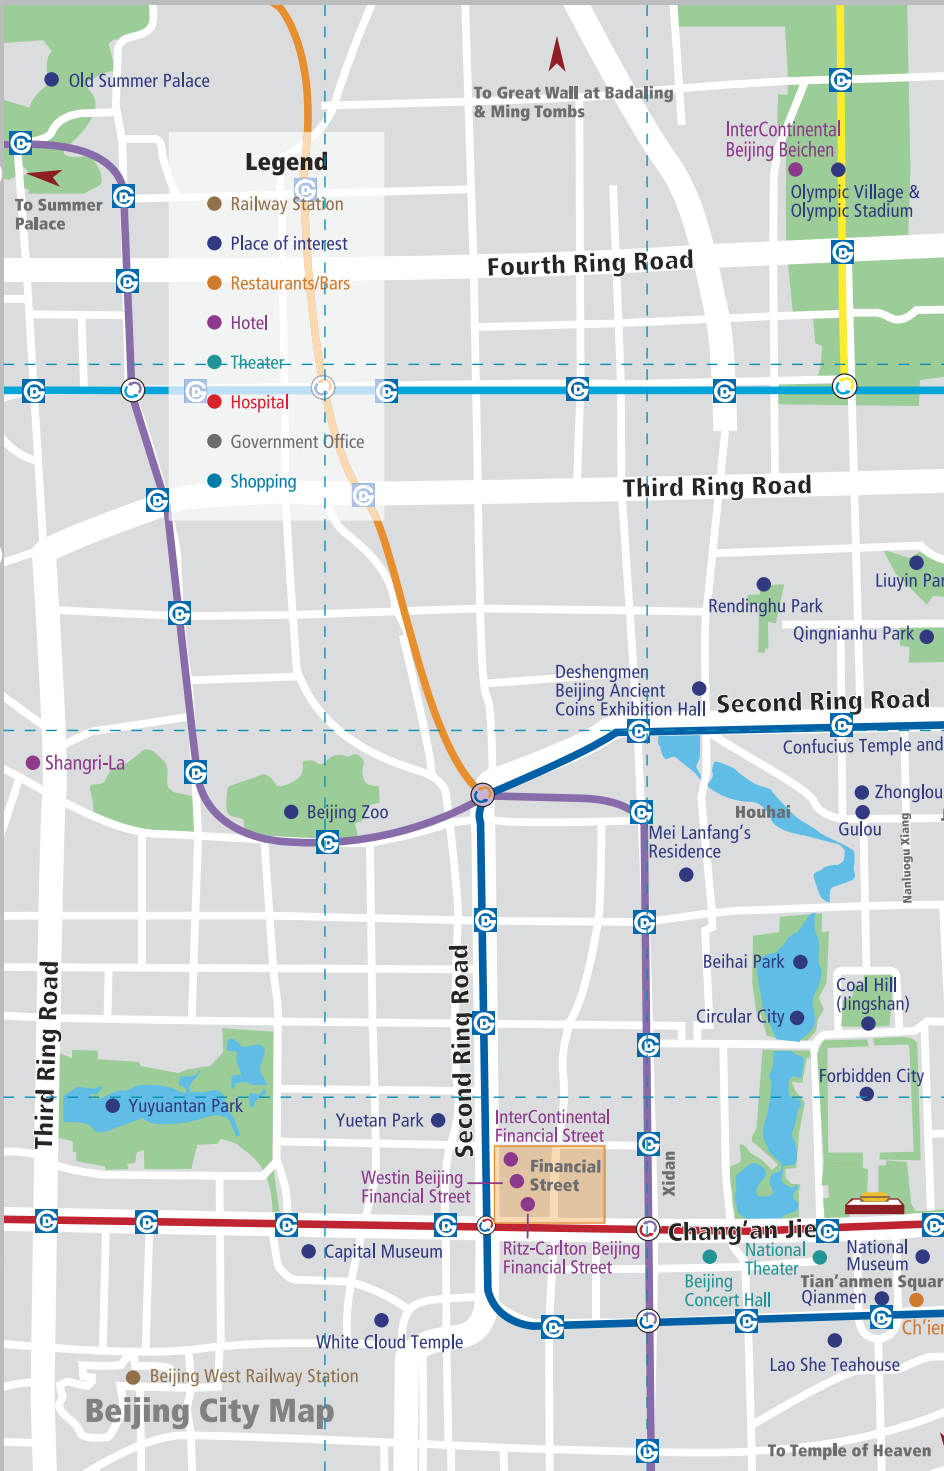 Old Summer Palace
To Great Wall at Badaling
& Ming Tombs
InterContinental
Beijing Beichen
Legend
To Summer
Palace
Railway Station
Olympic Village &
Olympic Stadium
Place of interest
Fourth Ring Road
Restaurants/Bars
Hotel
Theater
Hospital
Government Office
Shopping
Third Ring Road
Liuyin Par
Rendinghu Park
Qingnianhu Park
Deshengmen
Beijing Ancient
Coins Exhibition Hall
Second Ring Road
Confucius Temple and
Shangri-La
Zhonglou
Beijing Zoo
Houhai
Gulou
Mei Lanfang's
Residence
Nanluogu Xiang
Third Ring Road
Second Ring Road
Beihai Park
Coal Hill
(Jingshan)
Circular City
Forbidden City
Yuyuantan Park
Yuetan Park
InterContinental
Financial Street
Financial
Street
Westin Beijing
Financial Street
Xidan
Chang'an Jie
Ritz-Carlton Beijing
Financial Street
Capital Museum
National
Theater
National
Museum
Tian'anmen Squar
Beijing
Concert Hall
Qianmen
Ch'ien
White Cloud Temple
Lao She Teahouse
Beijing West Railway Station
Beijing City Map
To Temple of Heaven